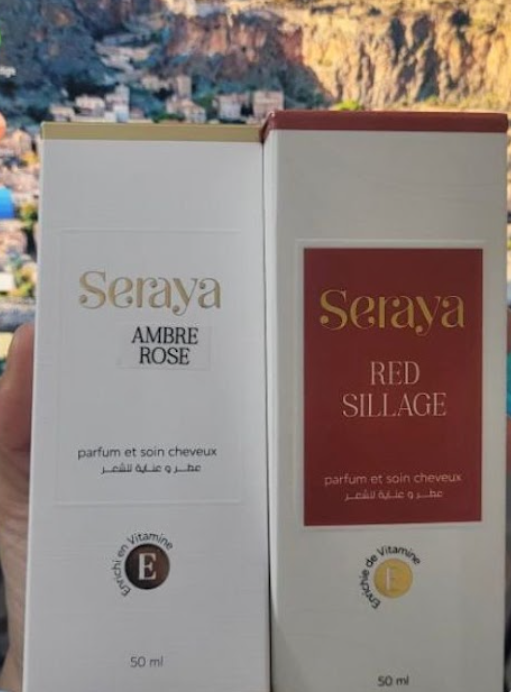 Seraya
AMBRE
ROSE
parfum et soin cheveux
عطر و عناية للشعر
Enrichi en Vitamine
E
50 ml
Seraya
RED
SILLAGE
parfum et soin cheveux
عطر و عناية للشعر
Enrichie de Vitamine
E
50 ml